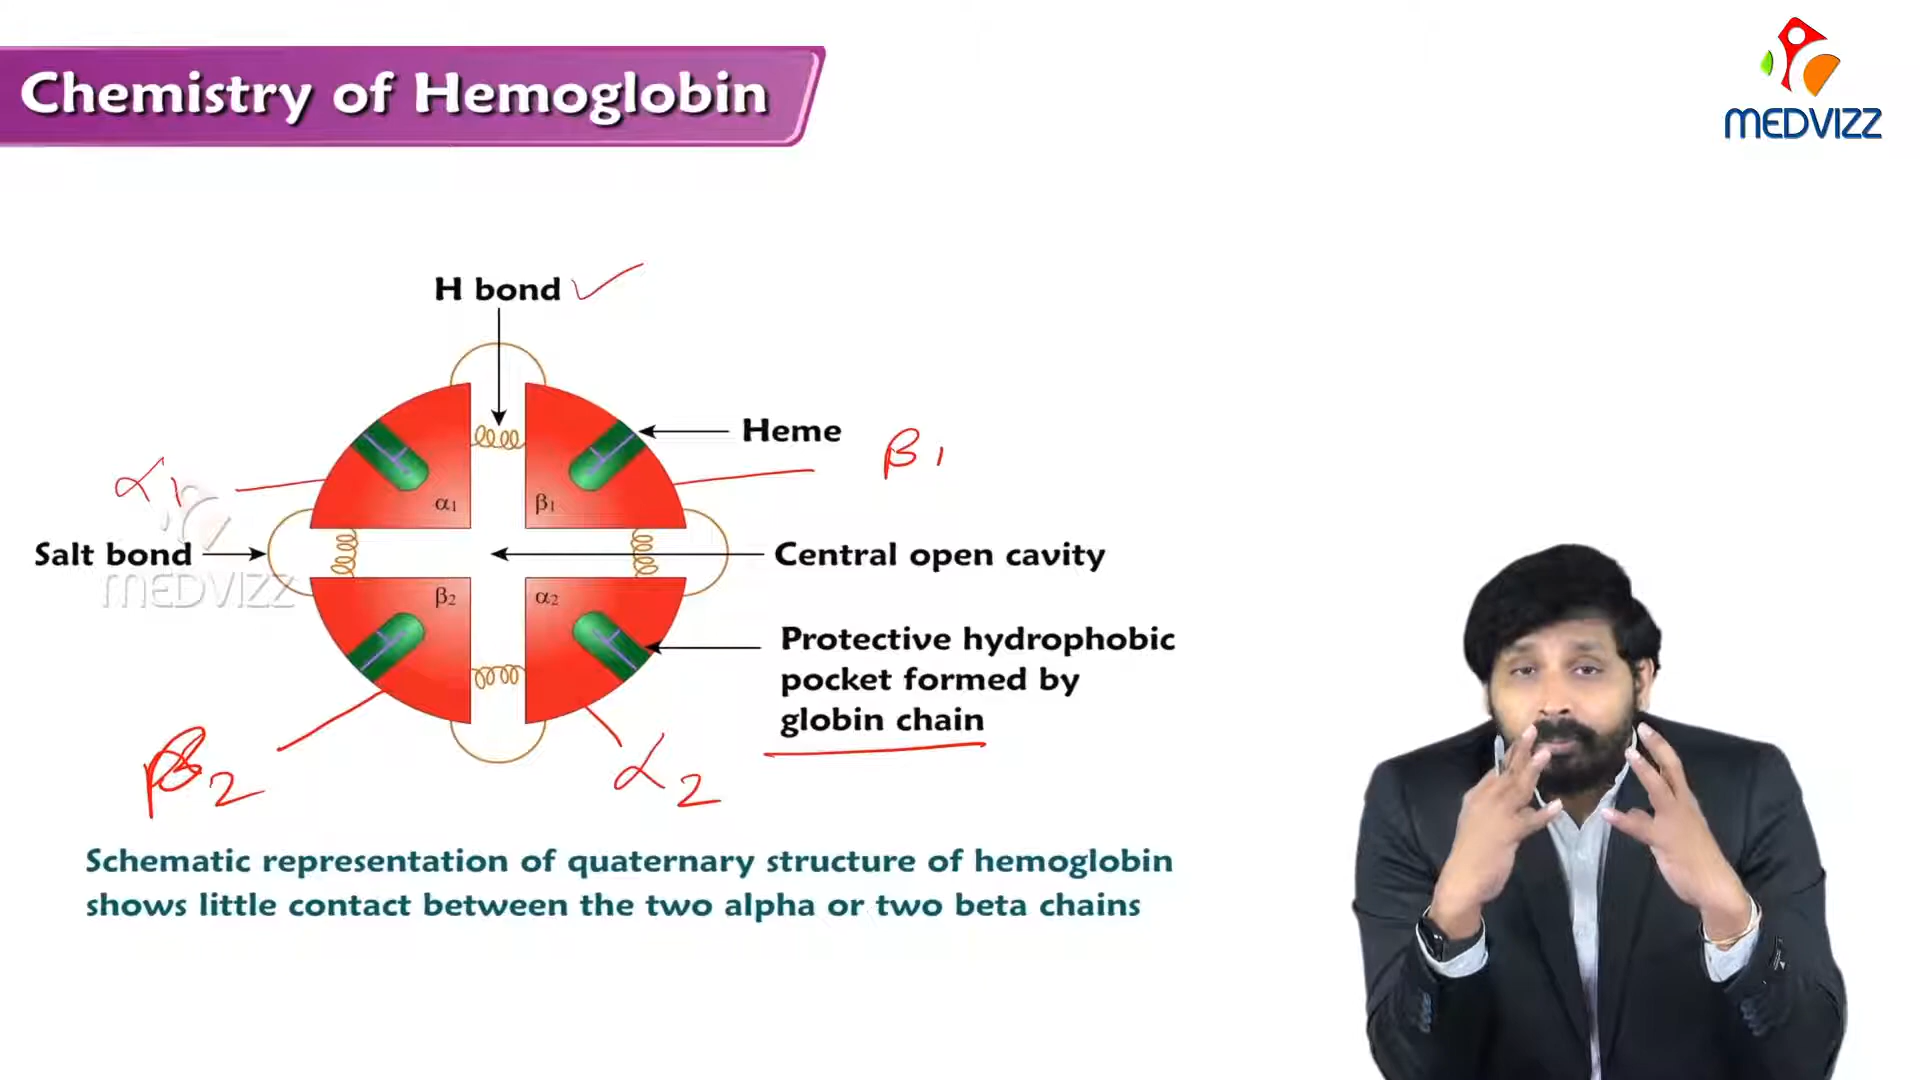 Chemistry of Hemoglobin
MEDVIZZ
H bond
Heme
β1
α1
α1
β1
Salt bond
Central open cavity
MEDVIZZ
β2
α2
Protective hydrophobic
pocket formed by
globin chain
β2
α2
Schematic representation of quaternary structure of hemoglobin
shows little contact between the two alpha or two beta chains